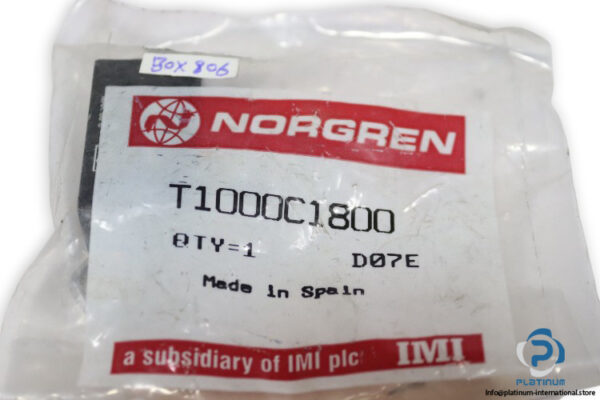 BOX 806
NORGREN
T1000C1800
QTY=1 D07E
Made in Spain
a subsidiary of IMI plc IMI
PLATINUM
Info@platinum-international.store